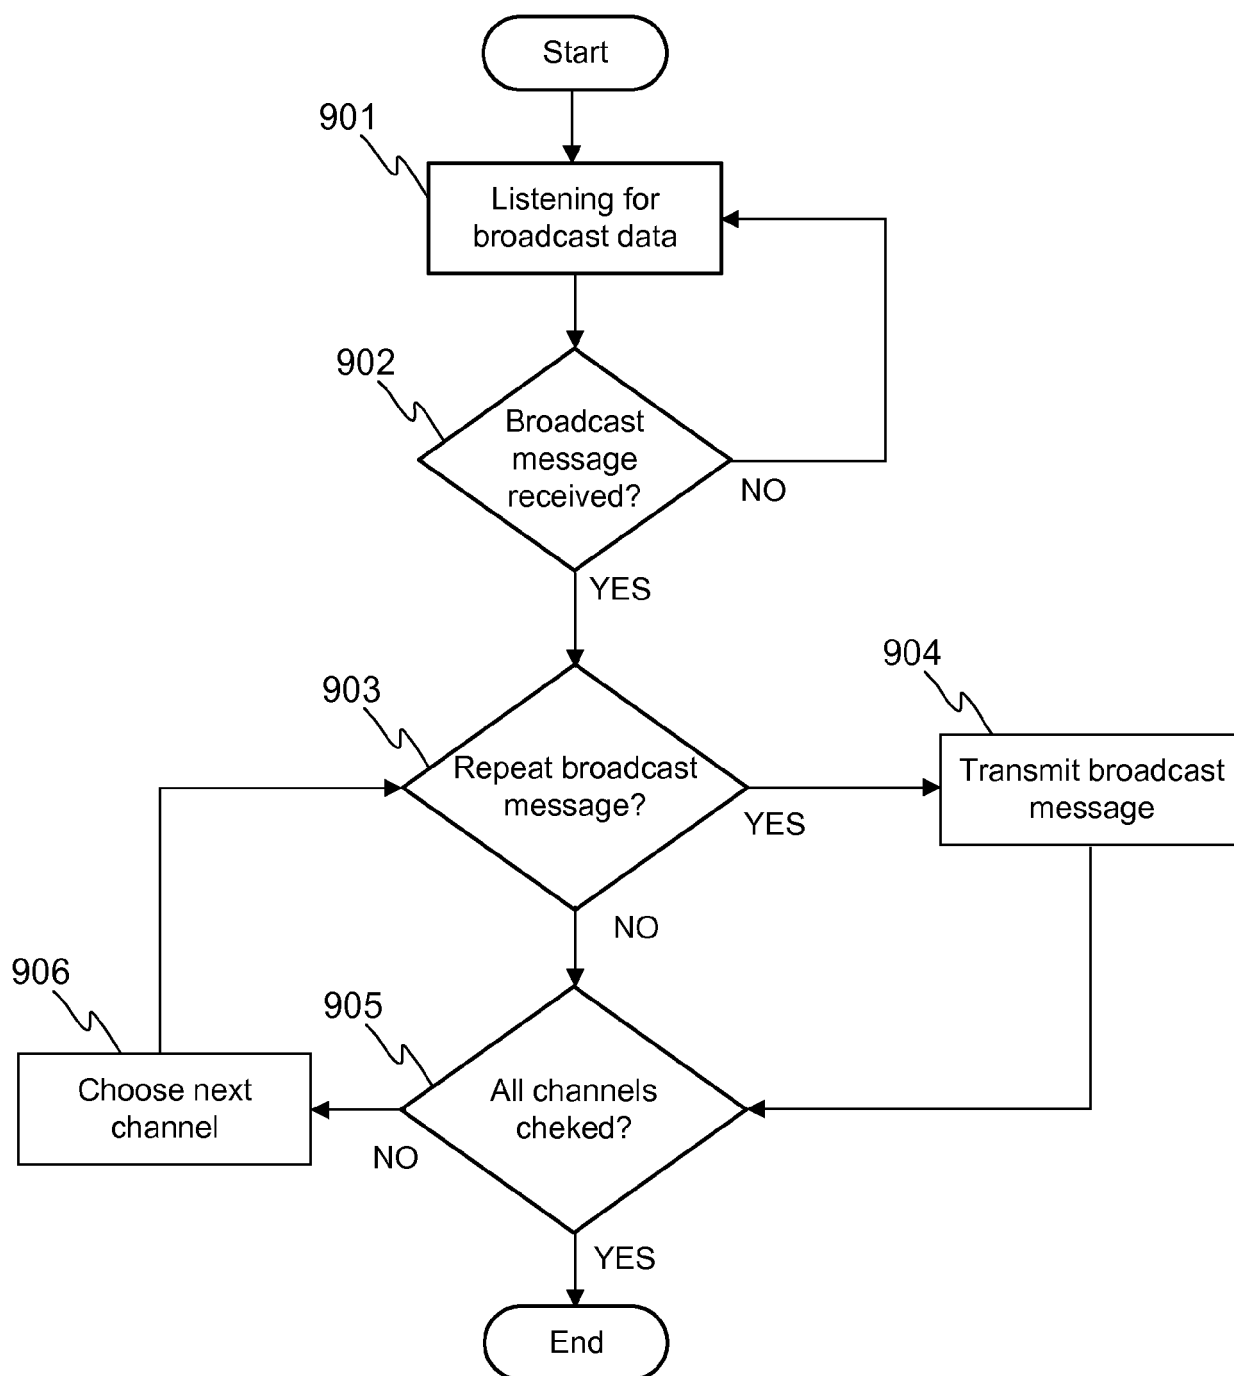 Start
901
Listening for
broadcast data
902
Broadcast
message
received?
NO
YES
903
904
Repeat broadcast
message?
Transmit broadcast
message
YES
NO
906
905
Choose next
channel
All channels
cheked?
NO
YES
End